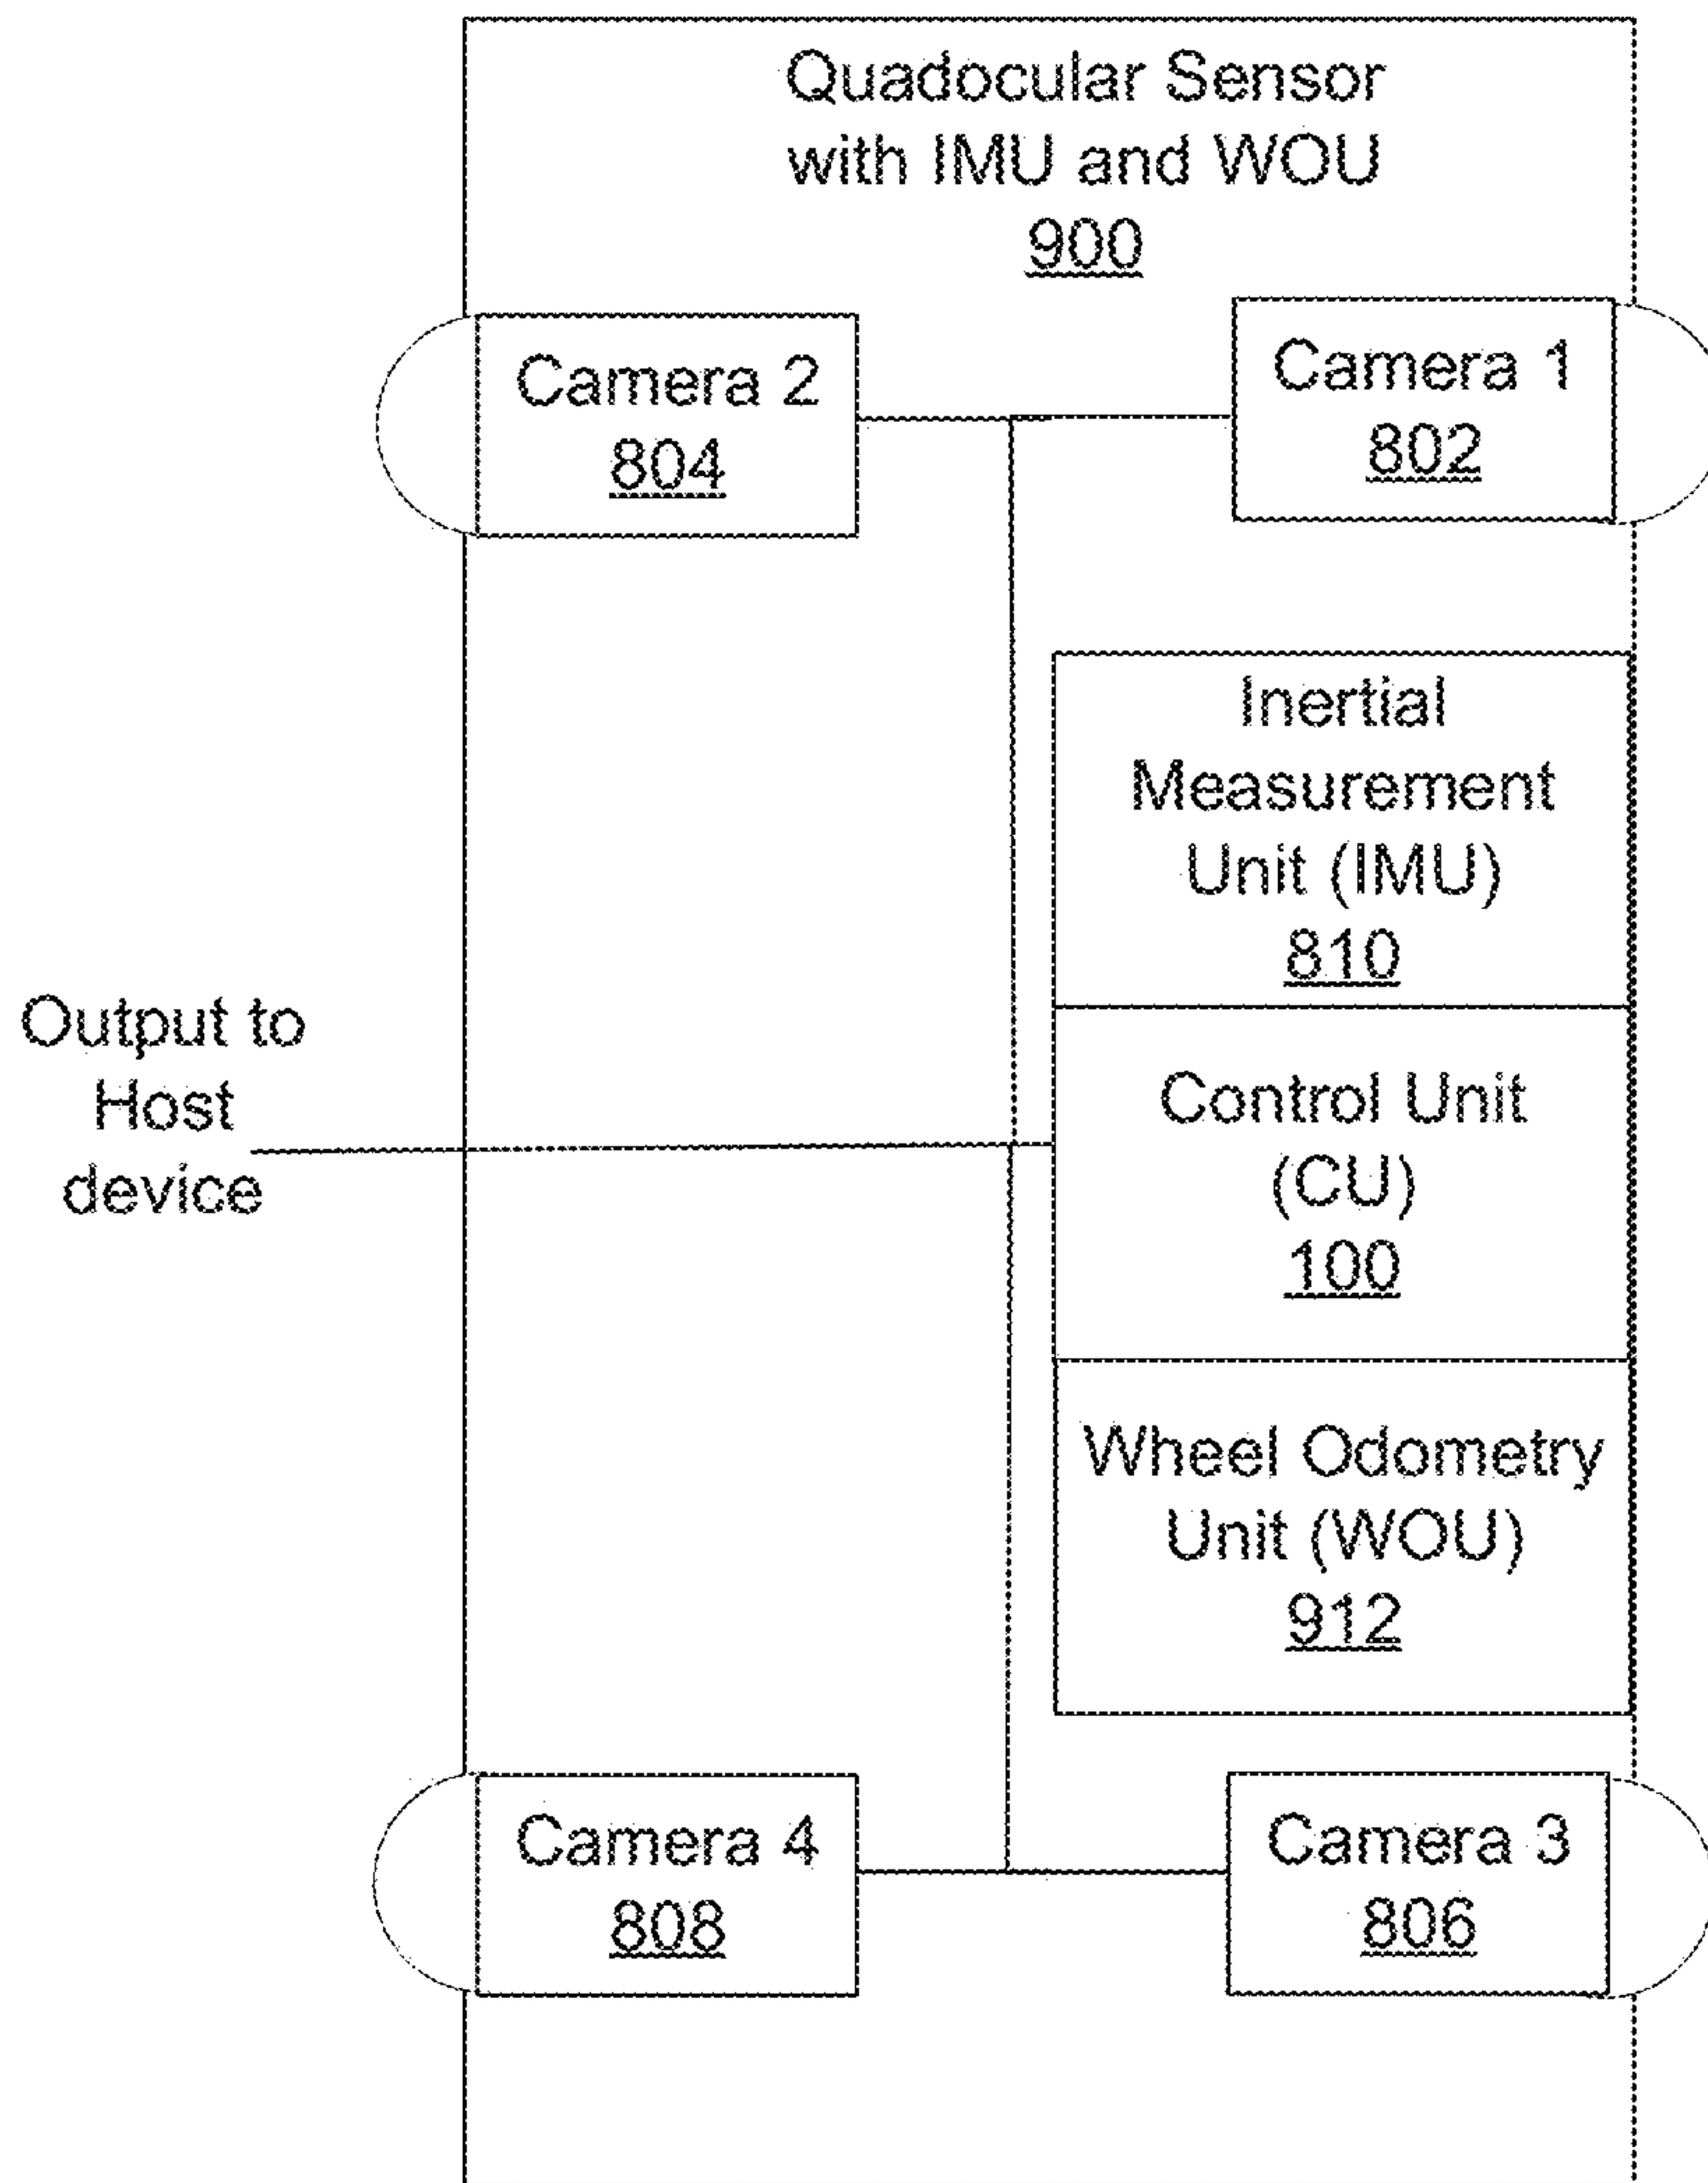 Quadocular Sensor
with IMU and WOU
900
Camera 2
804
Camera 1
802
Inertial
Measurement
Unit (IMU)
810
Output to
Host
device
Control Unit
(CU)
100
Wheel Odometry
Unit (WOU)
912
Camera 4
808
Camera 3
806